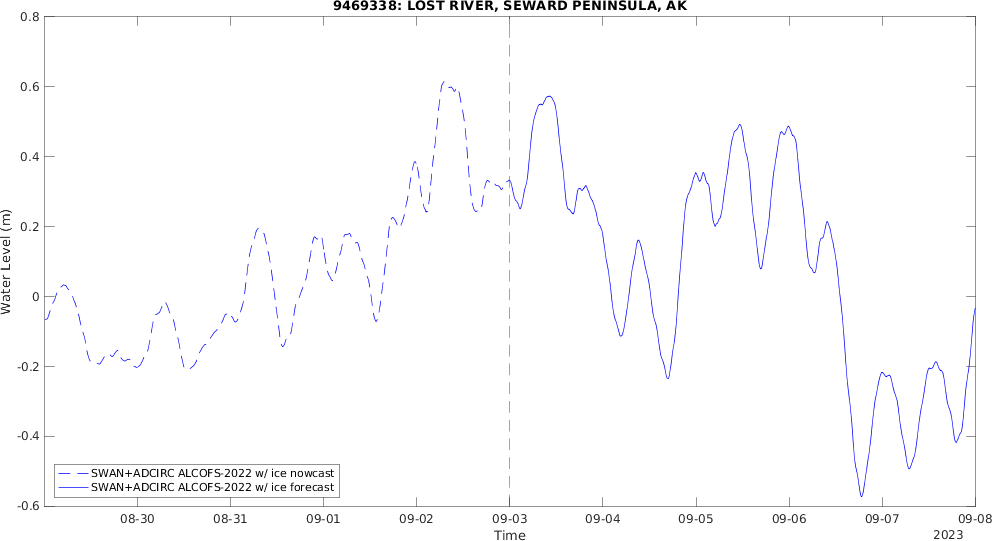 9469338: LOST RIVER, SEWARD PENINSULA, AK
0.8
0.6
0.4
0.2
0
-0.2
-0.4
-0.6
Water Level (m)
SWAN+ADCIRC ALCOFS-2022 w/ ice nowcast
SWAN+ADCIRC ALCOFS-2022 w/ ice forecast
08-30 08-31 09-01 09-02 09-03 09-04 09-05 09-06 09-07 09-08
Time
2023